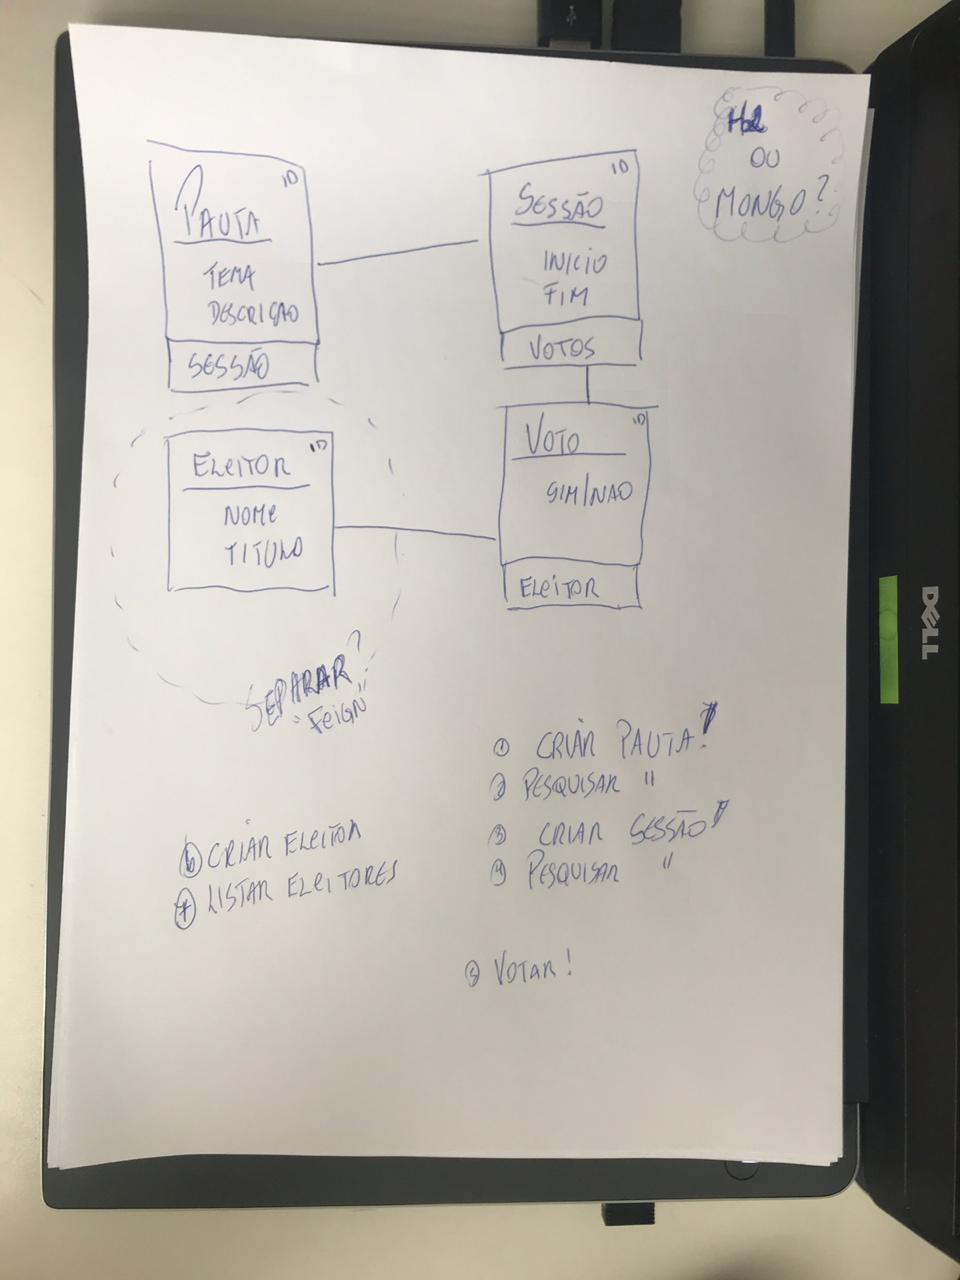 H2
OU
MONGO?
ID
PAUTA
TEMA
DESCRIÇÃO
SESSÃO
ID
SESSÃO
INICIO
FIM
VOTOS
ID
ELEITOR
NOME
TITULO
ID
VOTO
SIM/NÃO
ELEITOR
SEPARAR?
"FEIGN"
① CRIAR PAUTA!
② PESQUISAR "
③ CRIAR SESSÃO!
④ PESQUISAR "
⑤ VOTAR!
⑥ CRIAR ELEITOR
⑦ LISTAR ELEITORES
DELL